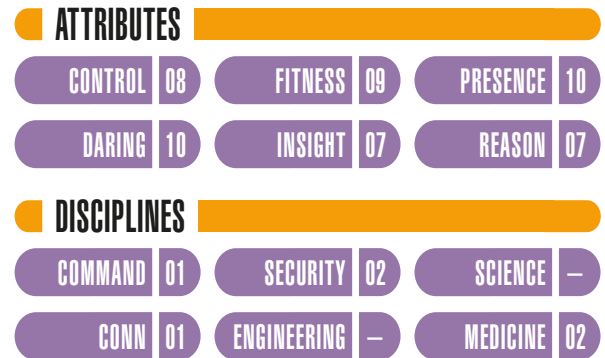 ATTRIBUTES
CONTROL 08 FITNESS 09 PRESENCE 10
DARING 10 INSIGHT 07 REASON 07
DISCIPLINES
COMMAND 01 SECURITY 02 SCIENCE –
CONN 01 ENGINEERING – MEDICINE 02